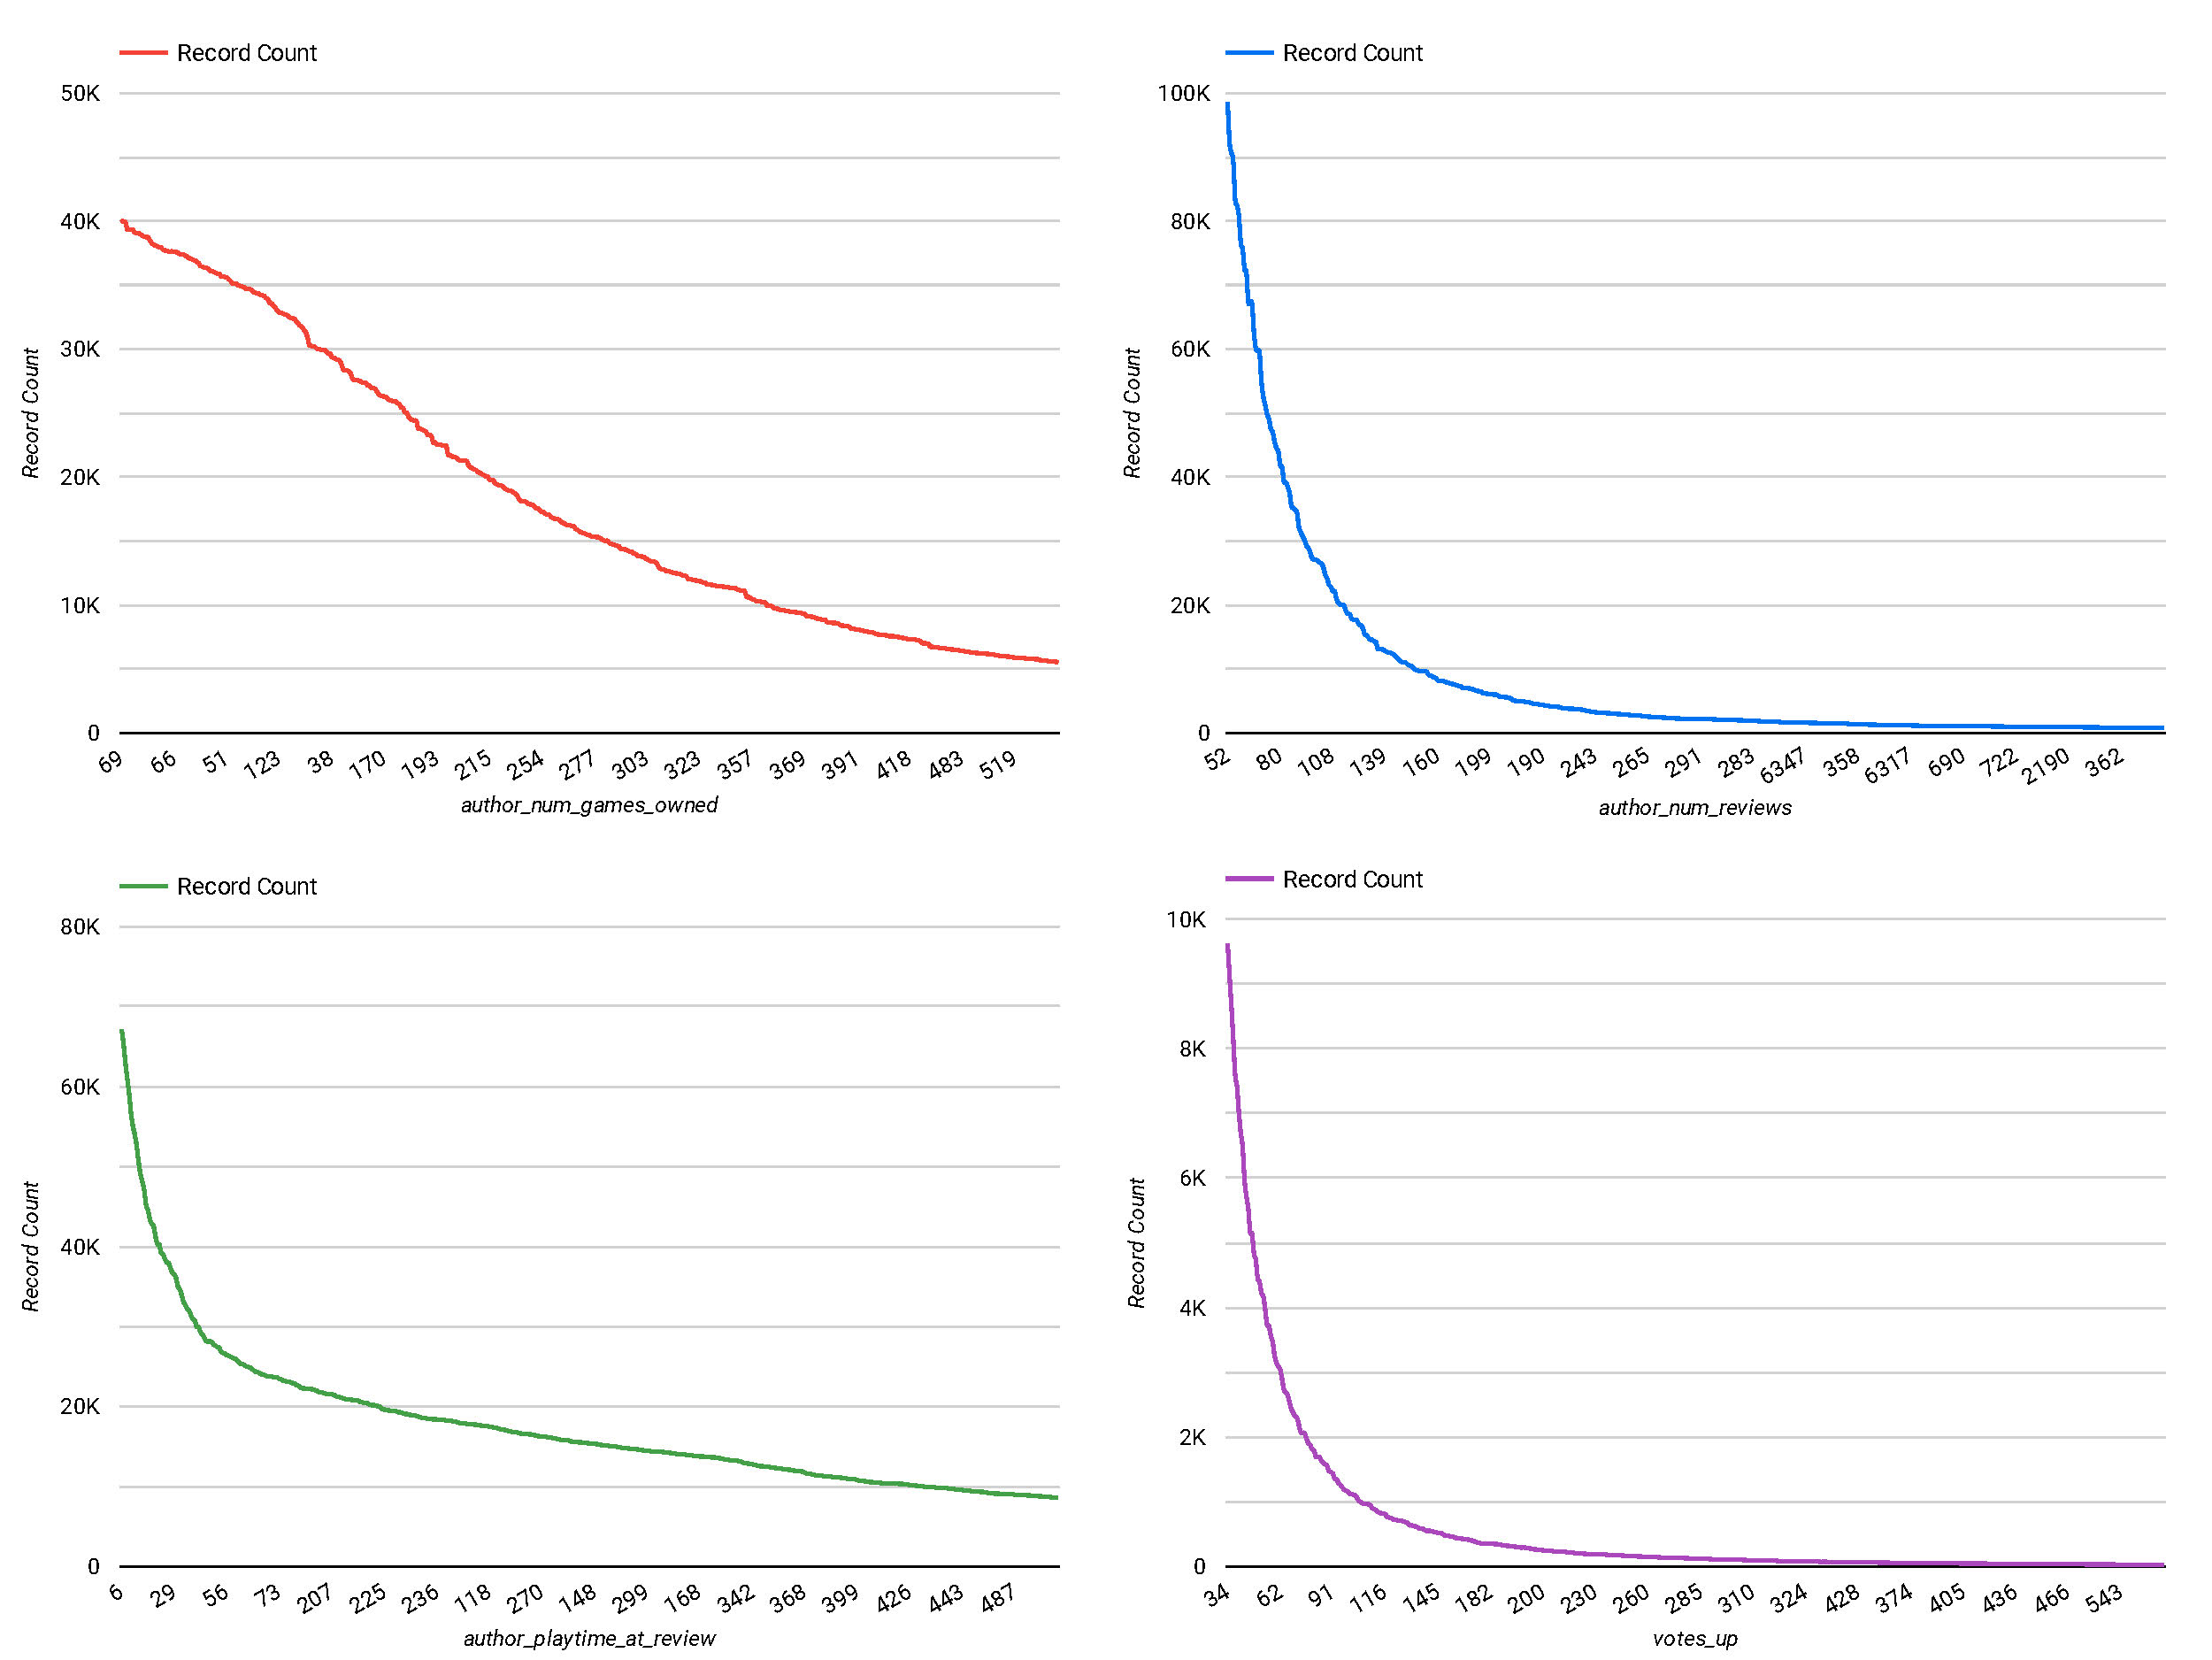 Record Count
50K
40K
30K
20K
10K
0
Record Count
69 66 51 123 38 170 193 215 254 277 303 323 357 369 391 418 483 519
author_num_games_owned
Record Count
100K
80K
60K
40K
20K
0
Record Count
52 80 108 139 160 199 190 243 265 291 283 6347 358 6317 690 722 2190 362
author_num_reviews
Record Count
80K
60K
40K
20K
0
Record Count
6 29 56 73 207 225 236 118 270 148 299 168 342 368 399 426 443 487
author_playtime_at_review
Record Count
10K
8K
6K
4K
2K
0
Record Count
34 62 91 116 145 182 200 230 260 285 310 324 428 374 405 436 466 543
votes_up